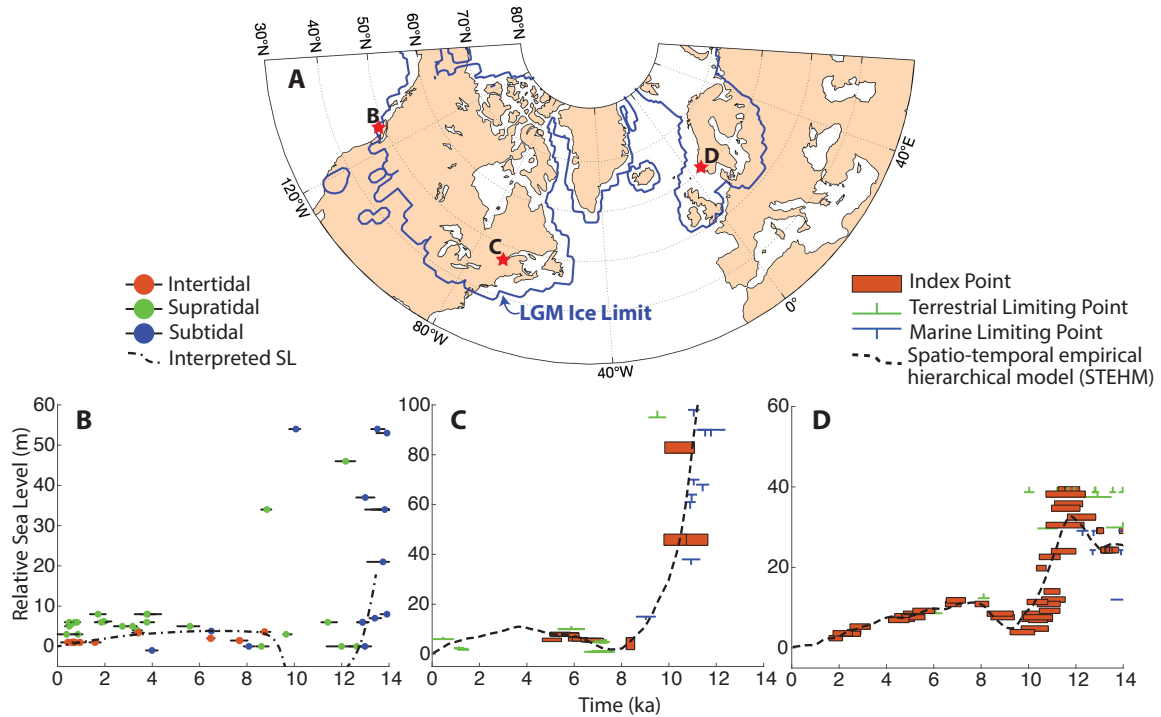 30°N
40°N
50°N
60°N
70°N
80°N
A
B
C
D
120°W
80°W
40°W
0°
40°E
LGM Ice Limit
Intertidal
Supratidal
Subtidal
Interpreted SL
Index Point
Terrestrial Limiting Point
Marine Limiting Point
Spatio-temporal empirical
hierarchical model (STEHM)
Relative Sea Level (m)
B
60
50
40
30
20
10
0
0 2 4 6 8 10 12 14
C
100
80
60
40
20
0
0 2 4 6 8 10 12 14
D
60
40
20
0
0 2 4 6 8 10 12 14
Time (ka)